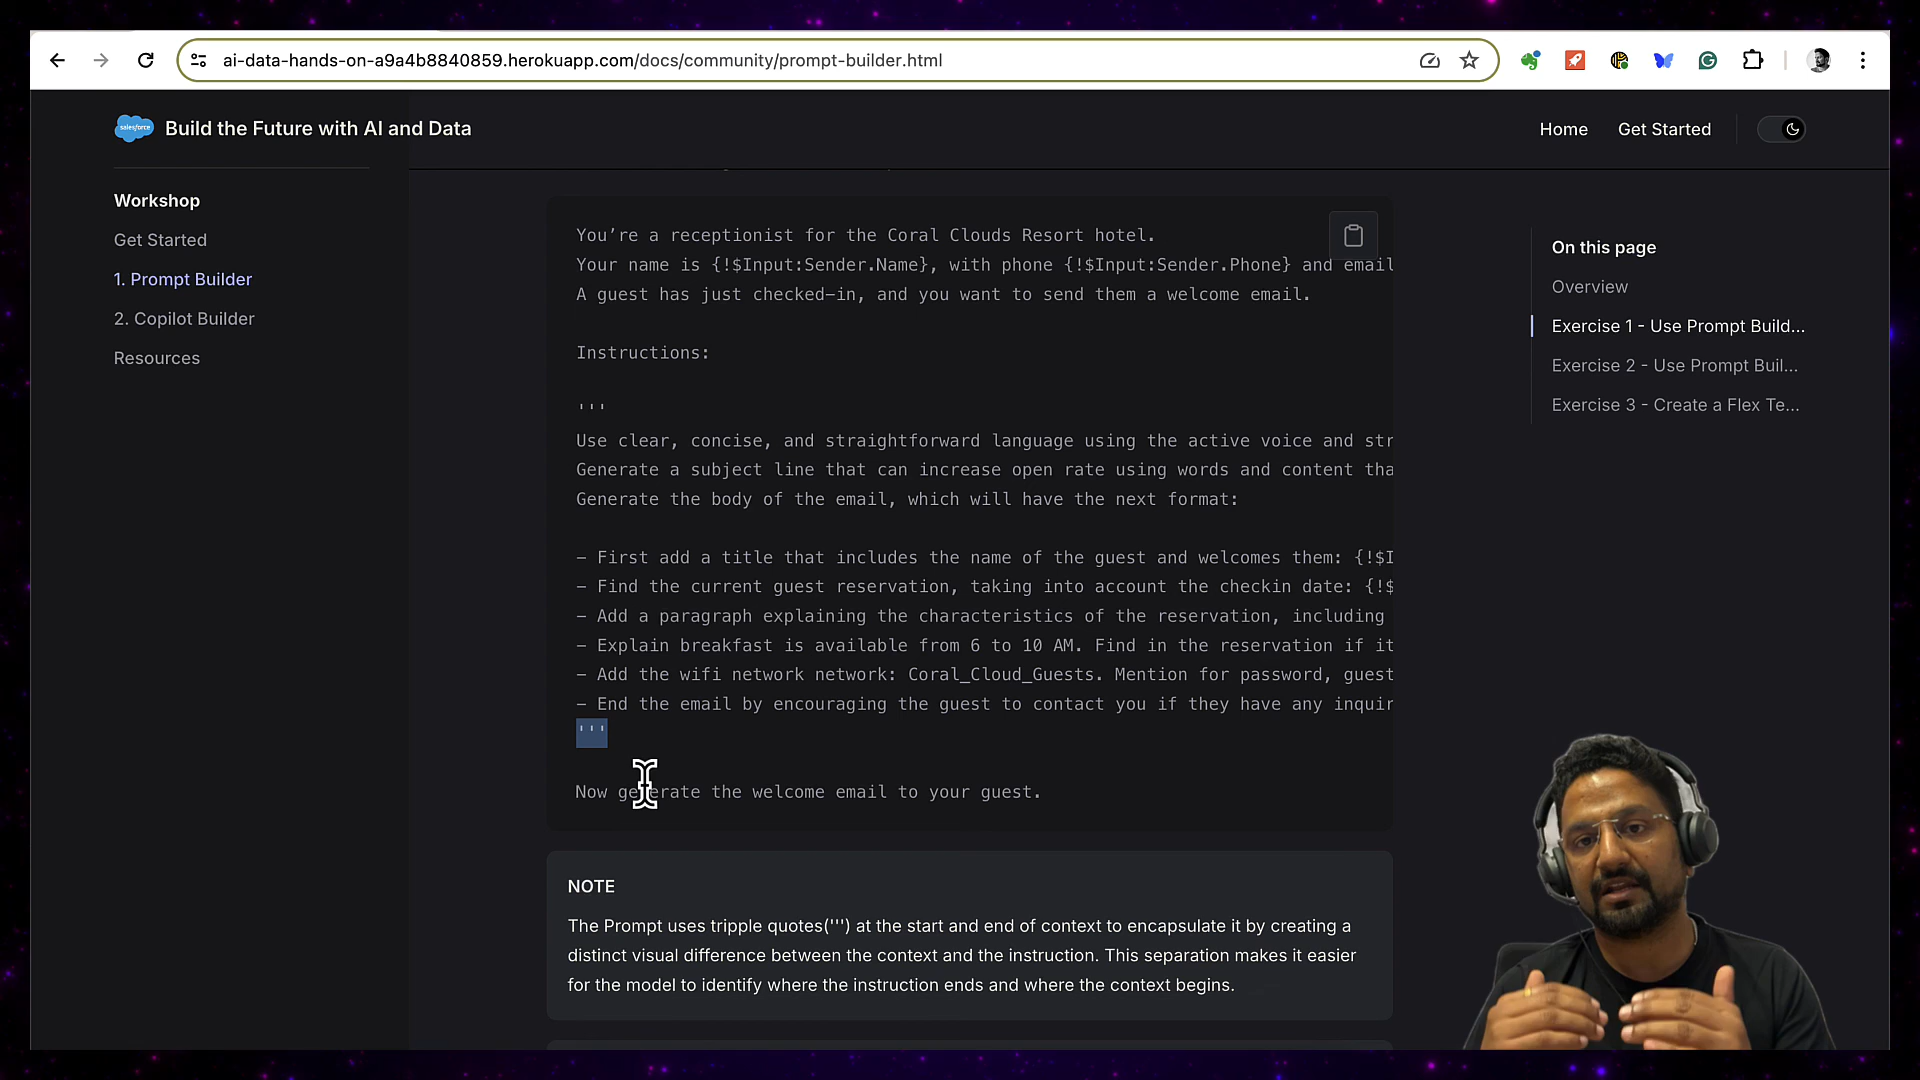 ai-data-hands-on-a9a4b8840859.herokuapp.com/docs/community/prompt-builder.html
salesforce
Build the Future with AI and Data
Home
Get Started
Workshop
Get Started
1. Prompt Builder
2. Copilot Builder
Resources
You’re a receptionist for the Coral Clouds Resort hotel.
Your name is {!$Input:Sender.Name}, with phone {!$Input:Sender.Phone} and email
A guest has just checked-in, and you want to send them a welcome email.
Instructions:
'''
Use clear, concise, and straightforward language using the active voice and str
Generate a subject line that can increase open rate using words and content tha
Generate the body of the email, which will have the next format:
- First add a title that includes the name of the guest and welcomes them: {!$I
- Find the current guest reservation, taking into account the checkin date: {!$
- Add a paragraph explaining the characteristics of the reservation, including
- Explain breakfast is available from 6 to 10 AM. Find in the reservation if it
- Add the wifi network network: Coral_Cloud_Guests. Mention for password, guest
- End the email by encouraging the guest to contact you if they have any inquir
'''
Now generate the welcome email to your guest.
NOTE
The Prompt uses tripple quotes(''') at the start and end of context to encapsulate it by creating a
distinct visual difference between the context and the instruction. This separation makes it easier
for the model to identify where the instruction ends and where the context begins.
On this page
Overview
Exercise 1 - Use Prompt Build...
Exercise 2 - Use Prompt Buil...
Exercise 3 - Create a Flex Te...